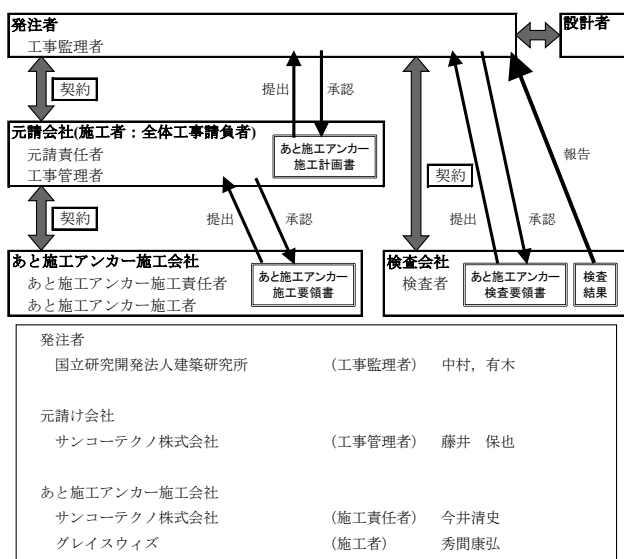 発注者
工事監理者
設計者
契約
提出
承認
元請会社(施工者：全体工事請負者)
元請責任者
工事管理者
あと施工アンカー
施工計画書
契約
報告
契約
提出
承認
提出
承認
あと施工アンカー施工会社
あと施工アンカー施工責任者
あと施工アンカー施工者
あと施工アンカー
施工要領書
検査会社
検査者
あと施工アンカー
検査要領書
検査
結果
発注者
国立研究開発法人建築研究所 （工事監理者） 中村，有木
元請け会社
サンコーテクノ株式会社 （工事管理者） 藤井　保也
あと施工アンカー施工会社
サンコーテクノ株式会社 （施工責任者） 今井清史
グレイスウィズ （施工者） 秀間康弘